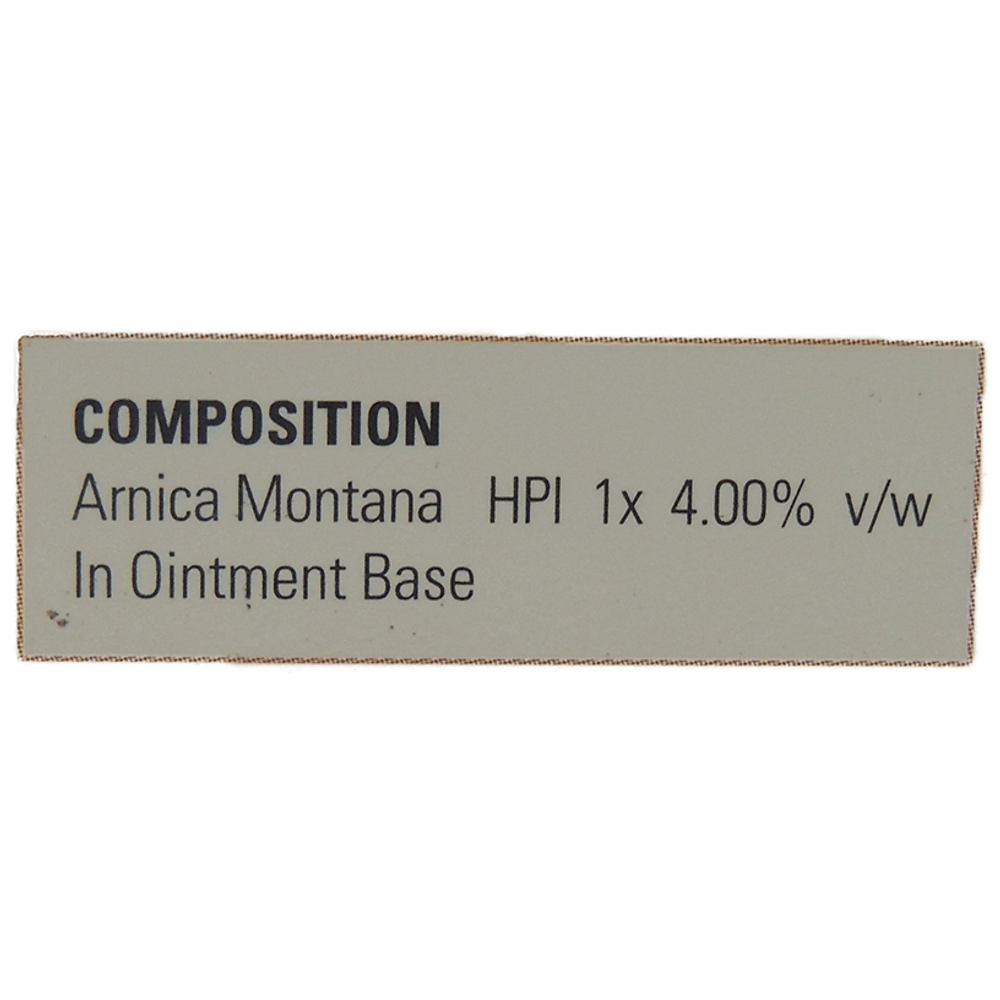 COMPOSITION
Arnica Montana HPI 1x 4.00% v/w
In Ointment Base